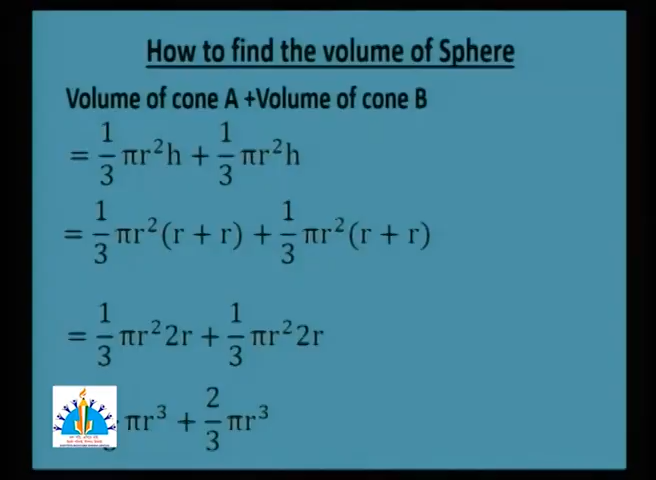 How to find the volume of Sphere
Volume of cone A +Volume of cone B
= 1/3 πr²h + 1/3 πr²h
= 1/3 πr²(r + r) + 1/3 πr²(r + r)
= 1/3 πr²2r + 1/3 πr²2r
πr³ + 2/3 πr³